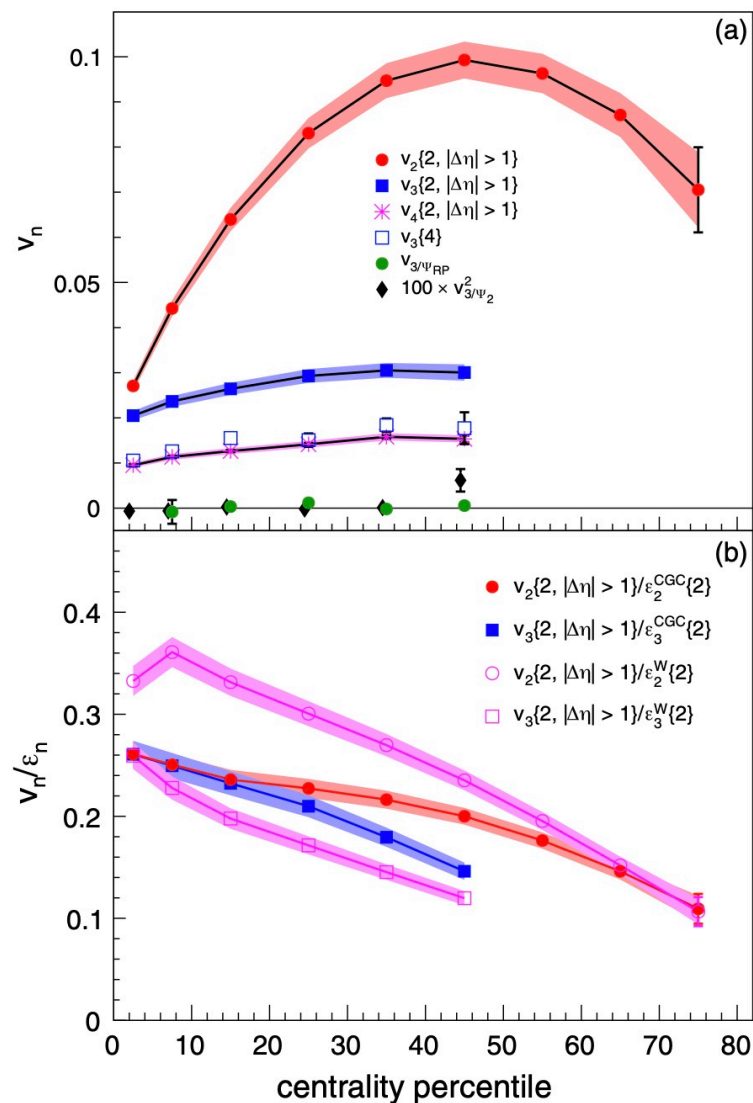 (a)
0.1
v₂{2, |Δη| > 1}
v₃{2, |Δη| > 1}
v₄{2, |Δη| > 1}
v₃{4}
v_{3/Ψ_RP}
100 × v²_{3/Ψ₂}
vₙ
0.05
0
(b)
v₂{2, |Δη| > 1}/ε₂^CGC{2}
v₃{2, |Δη| > 1}/ε₃^CGC{2}
v₂{2, |Δη| > 1}/ε₂^W{2}
v₃{2, |Δη| > 1}/ε₃^W{2}
0.4
0.3
vₙ/εₙ
0.2
0.1
0
0 10 20 30 40 50 60 70 80
centrality percentile